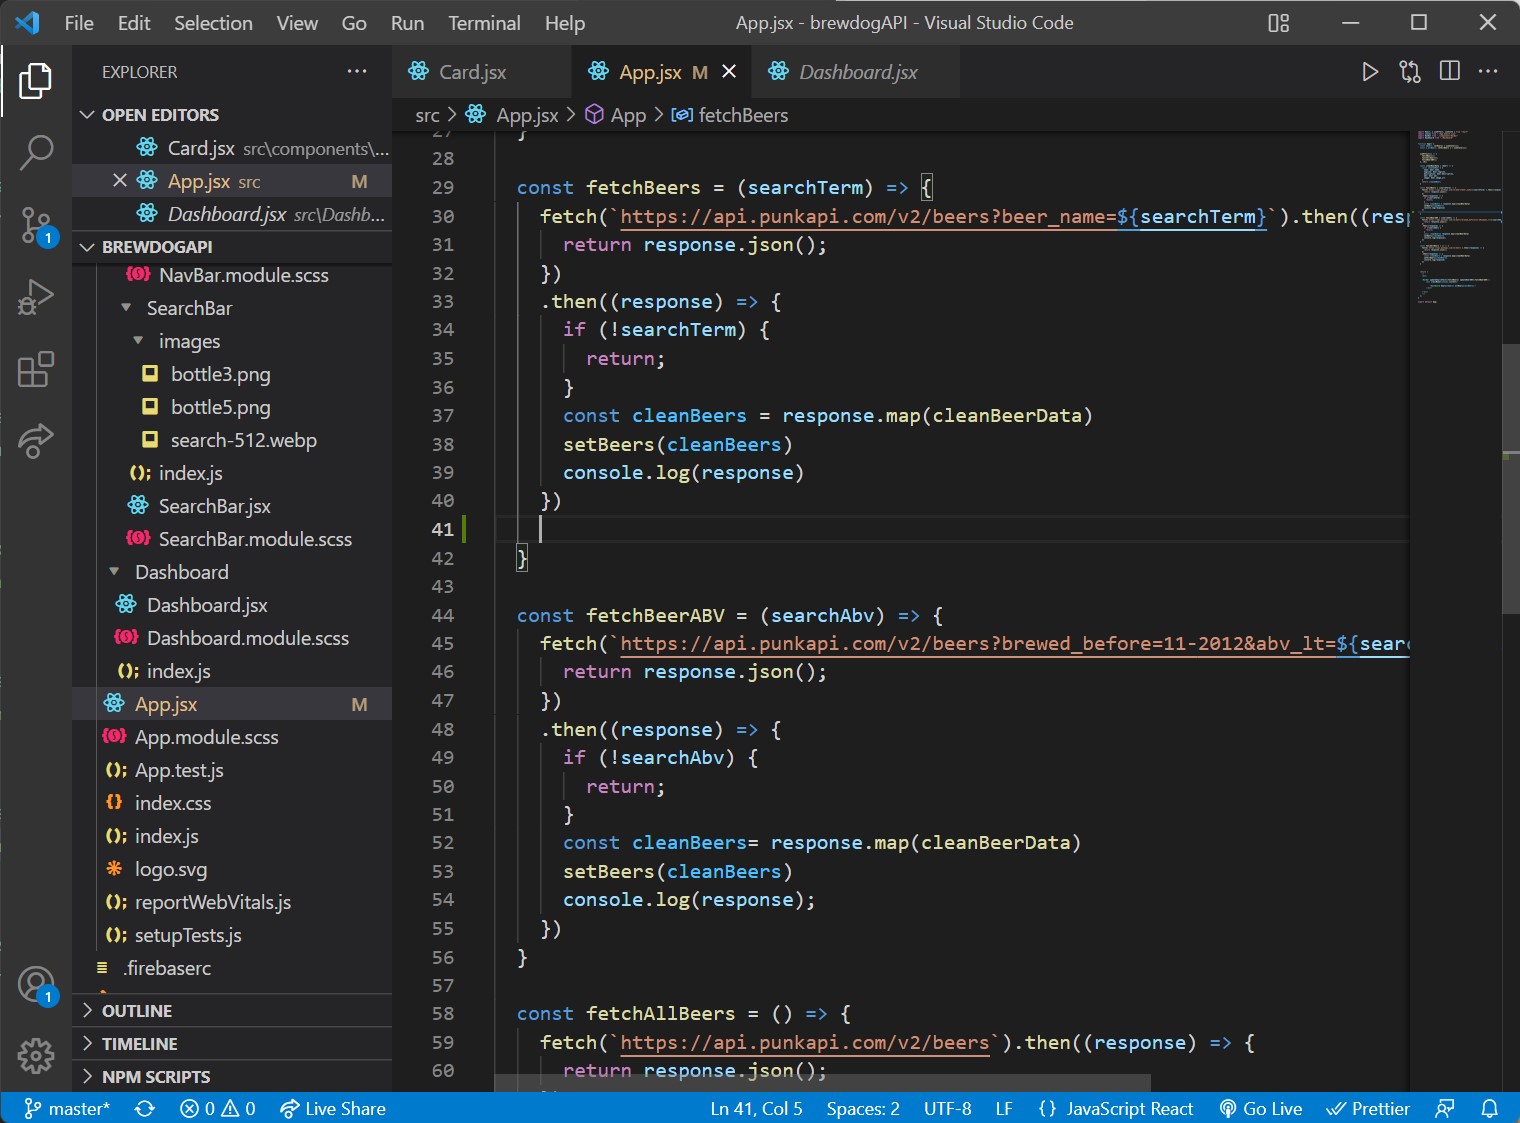 File Edit Selection View Go Run Terminal Help App.jsx - brewdogAPI - Visual Studio Code
EXPLORER
Card.jsx App.jsx M Dashboard.jsx
OPEN EDITORS
Card.jsx src\components\...
App.jsx src M
Dashboard.jsx src\Dashb...
BREWDOGAPI
NavBar.module.scss
SearchBar
images
bottle3.png
bottle5.png
search-512.webp
index.js
SearchBar.jsx
SearchBar.module.scss
Dashboard
Dashboard.jsx
Dashboard.module.scss
index.js
App.jsx M
App.module.scss
App.test.js
index.css
index.js
logo.svg
reportWebVitals.js
setupTests.js
.firebaserc
OUTLINE
TIMELINE
NPM SCRIPTS
1
1
src > App.jsx > App > fetchBeers
27 }
28
29 const fetchBeers = (searchTerm) => {
30 fetch(`https://api.punkapi.com/v2/beers?beer_name=${searchTerm}`).then((resp
31 return response.json();
32 })
33 .then((response) => {
34 if (!searchTerm) {
35 return;
36 }
37 const cleanBeers = response.map(cleanBeerData)
38 setBeers(cleanBeers)
39 console.log(response)
40 })
41
42 }
43
44 const fetchBeerABV = (searchAbv) => {
45 fetch(`https://api.punkapi.com/v2/beers?brewed_before=11-2012&abv_lt=${searc
46 return response.json();
47 })
48 .then((response) => {
49 if (!searchAbv) {
50 return;
51 }
52 const cleanBeers= response.map(cleanBeerData)
53 setBeers(cleanBeers)
54 console.log(response);
55 })
56 }
57
58 const fetchAllBeers = () => {
59 fetch(`https://api.punkapi.com/v2/beers`).then((response) => {
60 return response.json();
master* 0 0 Live Share Ln 41, Col 5 Spaces: 2 UTF-8 LF {} JavaScript React Go Live Prettier